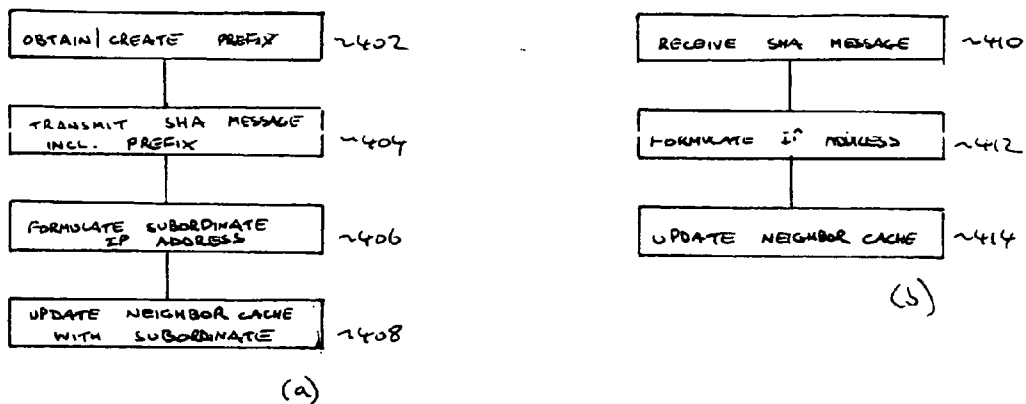 OBTAIN/CREATE PREFIX ~402
TRANSMIT SHA MESSAGE
INCL. PREFIX ~404
FORMULATE SUBORDINATE
IP ADDRESS ~406
UPDATE NEIGHBOR CACHE
WITH SUBORDINATE ~408
(a)
RECEIVE SHA MESSAGE ~410
FORMULATE IP ADDRESS ~412
UPDATE NEIGHBOR CACHE ~414
(b)